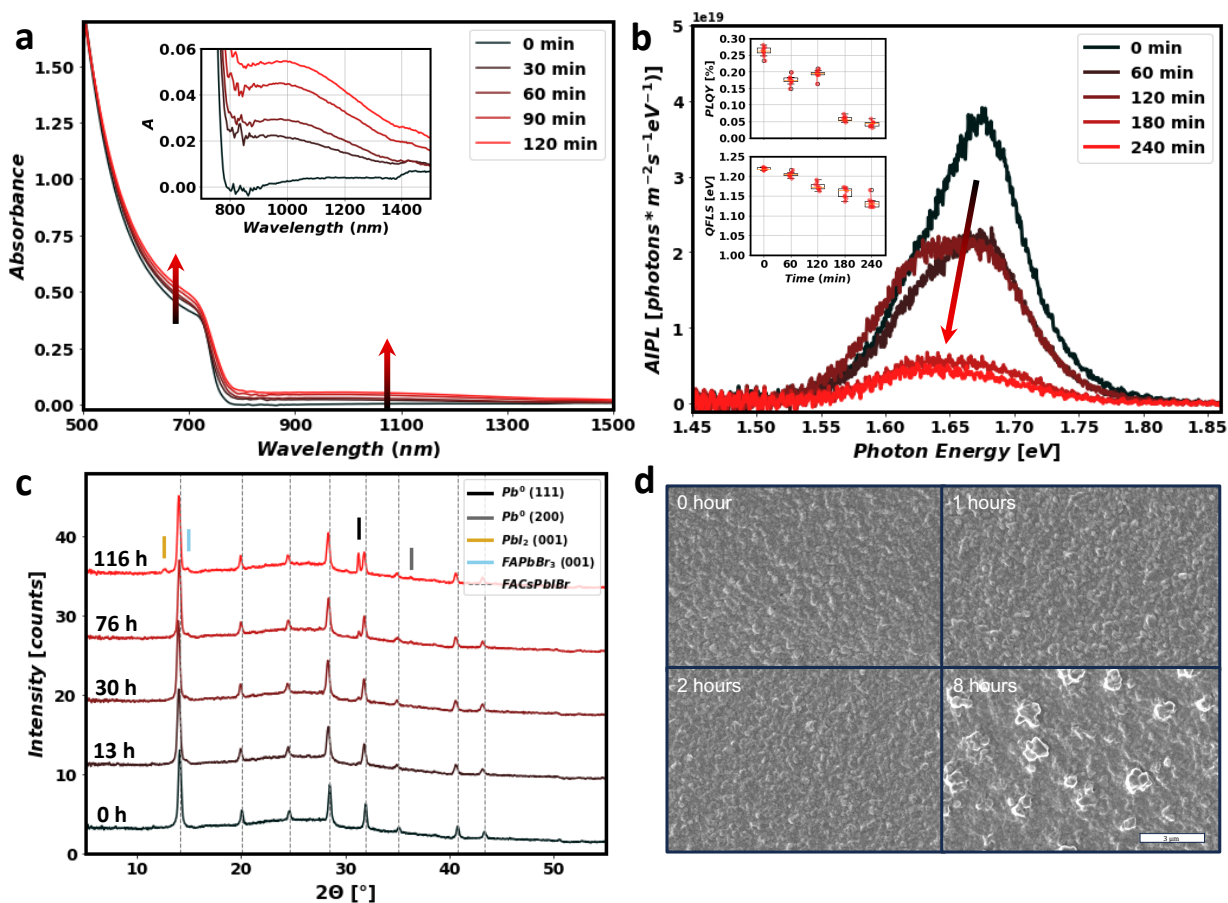 a
1.50
1.25
1.00
0.75
0.50
0.25
0.00
Absorbance
500
700
900
1100
1300
1500
Wavelength (nm)
0 min
30 min
60 min
90 min
120 min
0.06
0.04
0.02
0.00
A
800
1000
1200
1400
Wavelength (nm)
b
1e19
5
4
3
2
1
0
AIPL [photons* m⁻²s⁻¹eV⁻¹)]
1.45
1.50
1.55
1.60
1.65
1.70
1.75
1.80
1.85
Photon Energy [eV]
0 min
60 min
120 min
180 min
240 min
0.30
0.25
0.20
0.15
0.10
0.05
0.00
PLQY [%]
1.25
1.20
1.15
1.10
1.05
1.00
QFLS [eV]
0
60
120
180
240
Time (min)
c
40
30
20
10
0
Intensity [counts]
116 h
76 h
30 h
13 h
0 h
10
20
30
40
50
2Θ [°]
Pb⁰ (111)
Pb⁰ (200)
PbI₂ (001)
FAPbBr₃ (001)
FACsPbIBr
d
0 hour
1 hours
2 hours
8 hours
3 μm